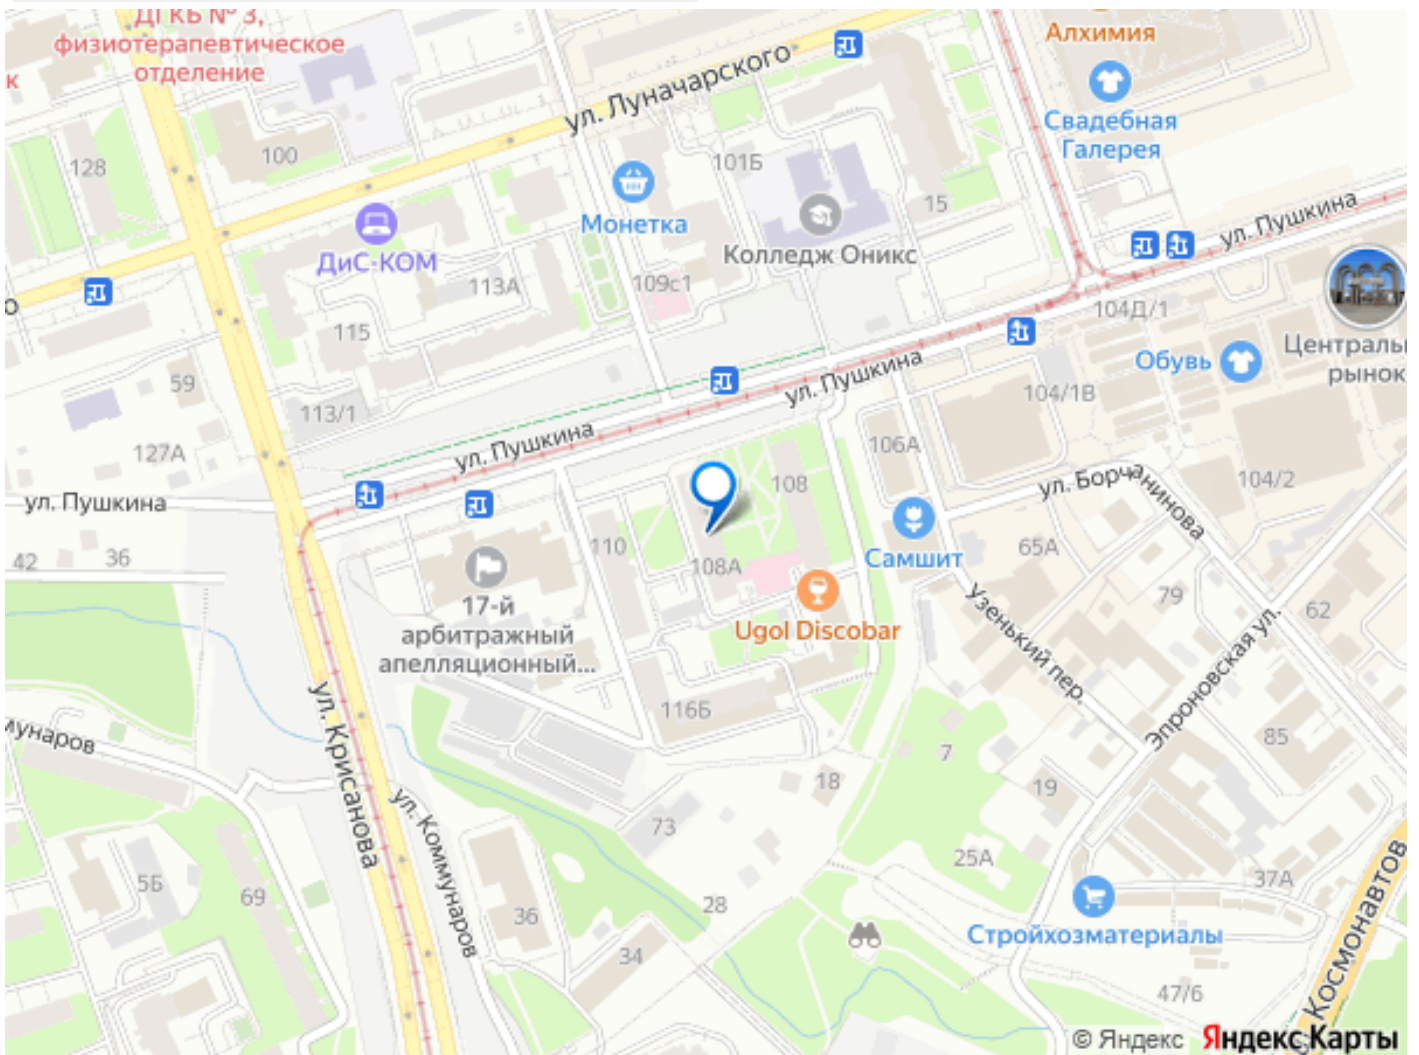 ДГКБ № 3,
физиотерапевтическое
отделение
к
Алхимия
ул. Луначарского
Свадебная
Галерея
128
100
101Б
15
Монетка
Колледж Оникс
ул. Пушкина
ДиС-КОМ
113А
109с1
о
115
104Д/1
Центральн
рынок
Обувь
59
113/1
ул. Пушкина
104/1В
127А
ул. Пушкина
106А
ул. Пушкина
108
ул. Борчанинова
104/2
42
36
110
108А
Самшит
65А
79
62
17-й
арбитражный
апелляционный...
Ugol Discobar
Узенький пер.
Эпроновская ул.
116Б
мунаров
ул. Крисанова
7
85
18
19
ул. Коммунаров
73
25А
5Б
69
37А
28
36
34
Стройхозматериалы
Космонавтов
47/6
© Яндекс Яндекс Карты